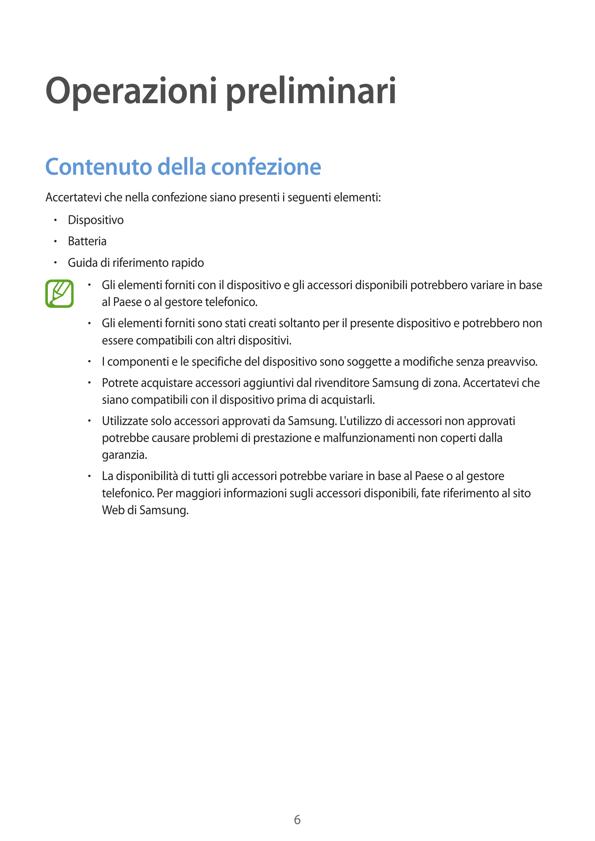 Operazioni preliminari
Contenuto della confezione
Accertatevi che nella confezione siano presenti i seguenti elementi:
• Dispositivo
• Batteria
• Guida di riferimento rapido
• Gli elementi forniti con il dispositivo e gli accessori disponibili potrebbero variare in base
al Paese o al gestore telefonico.
• Gli elementi forniti sono stati creati soltanto per il presente dispositivo e potrebbero non
essere compatibili con altri dispositivi.
• I componenti e le specifiche del dispositivo sono soggette a modifiche senza preavviso.
• Potrete acquistare accessori aggiuntivi dal rivenditore Samsung di zona. Accertatevi che
siano compatibili con il dispositivo prima di acquistarli.
• Utilizzate solo accessori approvati da Samsung. L'utilizzo di accessori non approvati
potrebbe causare problemi di prestazione e malfunzionamenti non coperti dalla
garanzia.
• La disponibilità di tutti gli accessori potrebbe variare in base al Paese o al gestore
telefonico. Per maggiori informazioni sugli accessori disponibili, fate riferimento al sito
Web di Samsung.
6